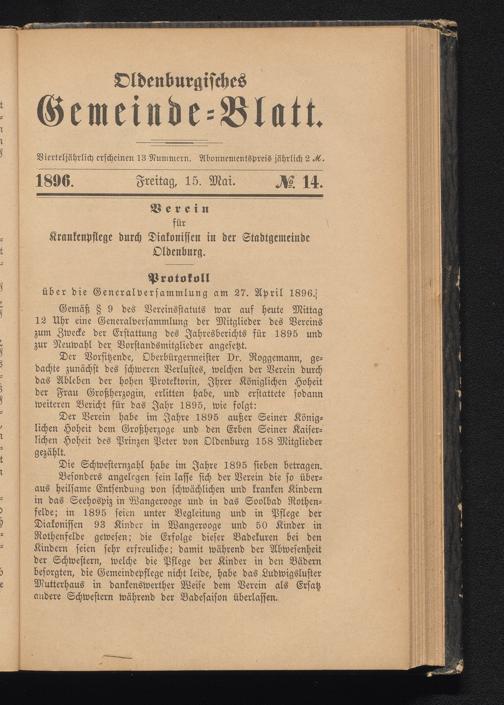 Oldenburgisches
Gemeinde-Blatt.
Vierteljährlich erscheinen 13 Nummern. Abonnementspreis jährlich 2 ℳ.
1896. Freitag, 15. Mai. № 14.
Verein
für
Krankenpflege durch Diakonissen in der Stadtgemeinde
Oldenburg.
Protokoll
über die Generalversammlung am 27. April 1896.
Gemäß § 9 des Vereinsstatuts war auf heute Mittag
12 Uhr eine Generalversammlung der Mitglieder des Vereins
zum Zwecke der Erstattung des Jahresberichts für 1895 und
zur Neuwahl der Vorstandsmitglieder angesetzt.
Der Vorsitzende, Oberbürgermeister Dr. Roggemann, ge-
dachte zunächst des schweren Verlustes, welchen der Verein durch
das Ableben der hohen Protektorin, Ihrer Königlichen Hoheit
der Frau Großherzogin, erlitten habe, und erstattete sodann
weiteren Bericht für das Jahr 1895, wie folgt:
Der Verein habe im Jahre 1895 außer Seiner König-
lichen Hoheit dem Großherzoge und den Erben Seiner Kaiser-
lichen Hoheit des Prinzen Peter von Oldenburg 158 Mitglieder
gezählt.
Die Schwesternzahl habe im Jahre 1895 sieben betragen.
Besonders angelegen sein lasse sich der Verein die so über-
aus heilsame Entsendung von schwächlichen und kranken Kindern
in das Seehospiz in Wangerooge und in das Soolbad Rothen-
felde; in 1895 seien unter Begleitung und in Pflege der
Diakonissen 93 Kinder in Wangerooge und 50 Kinder in
Rothenfelde gewesen; die Erfolge dieser Badekuren bei den
Kindern seien sehr erfreuliche; damit während der Abwesenheit
der Schwestern, welche die Pflege der Kinder in den Bädern
besorgten, die Gemeindepflege nicht leide, habe das Ludwigsluster
Mutterhaus in dankenswerther Weise dem Verein als Ersatz
andere Schwestern während der Badesaison überlassen.